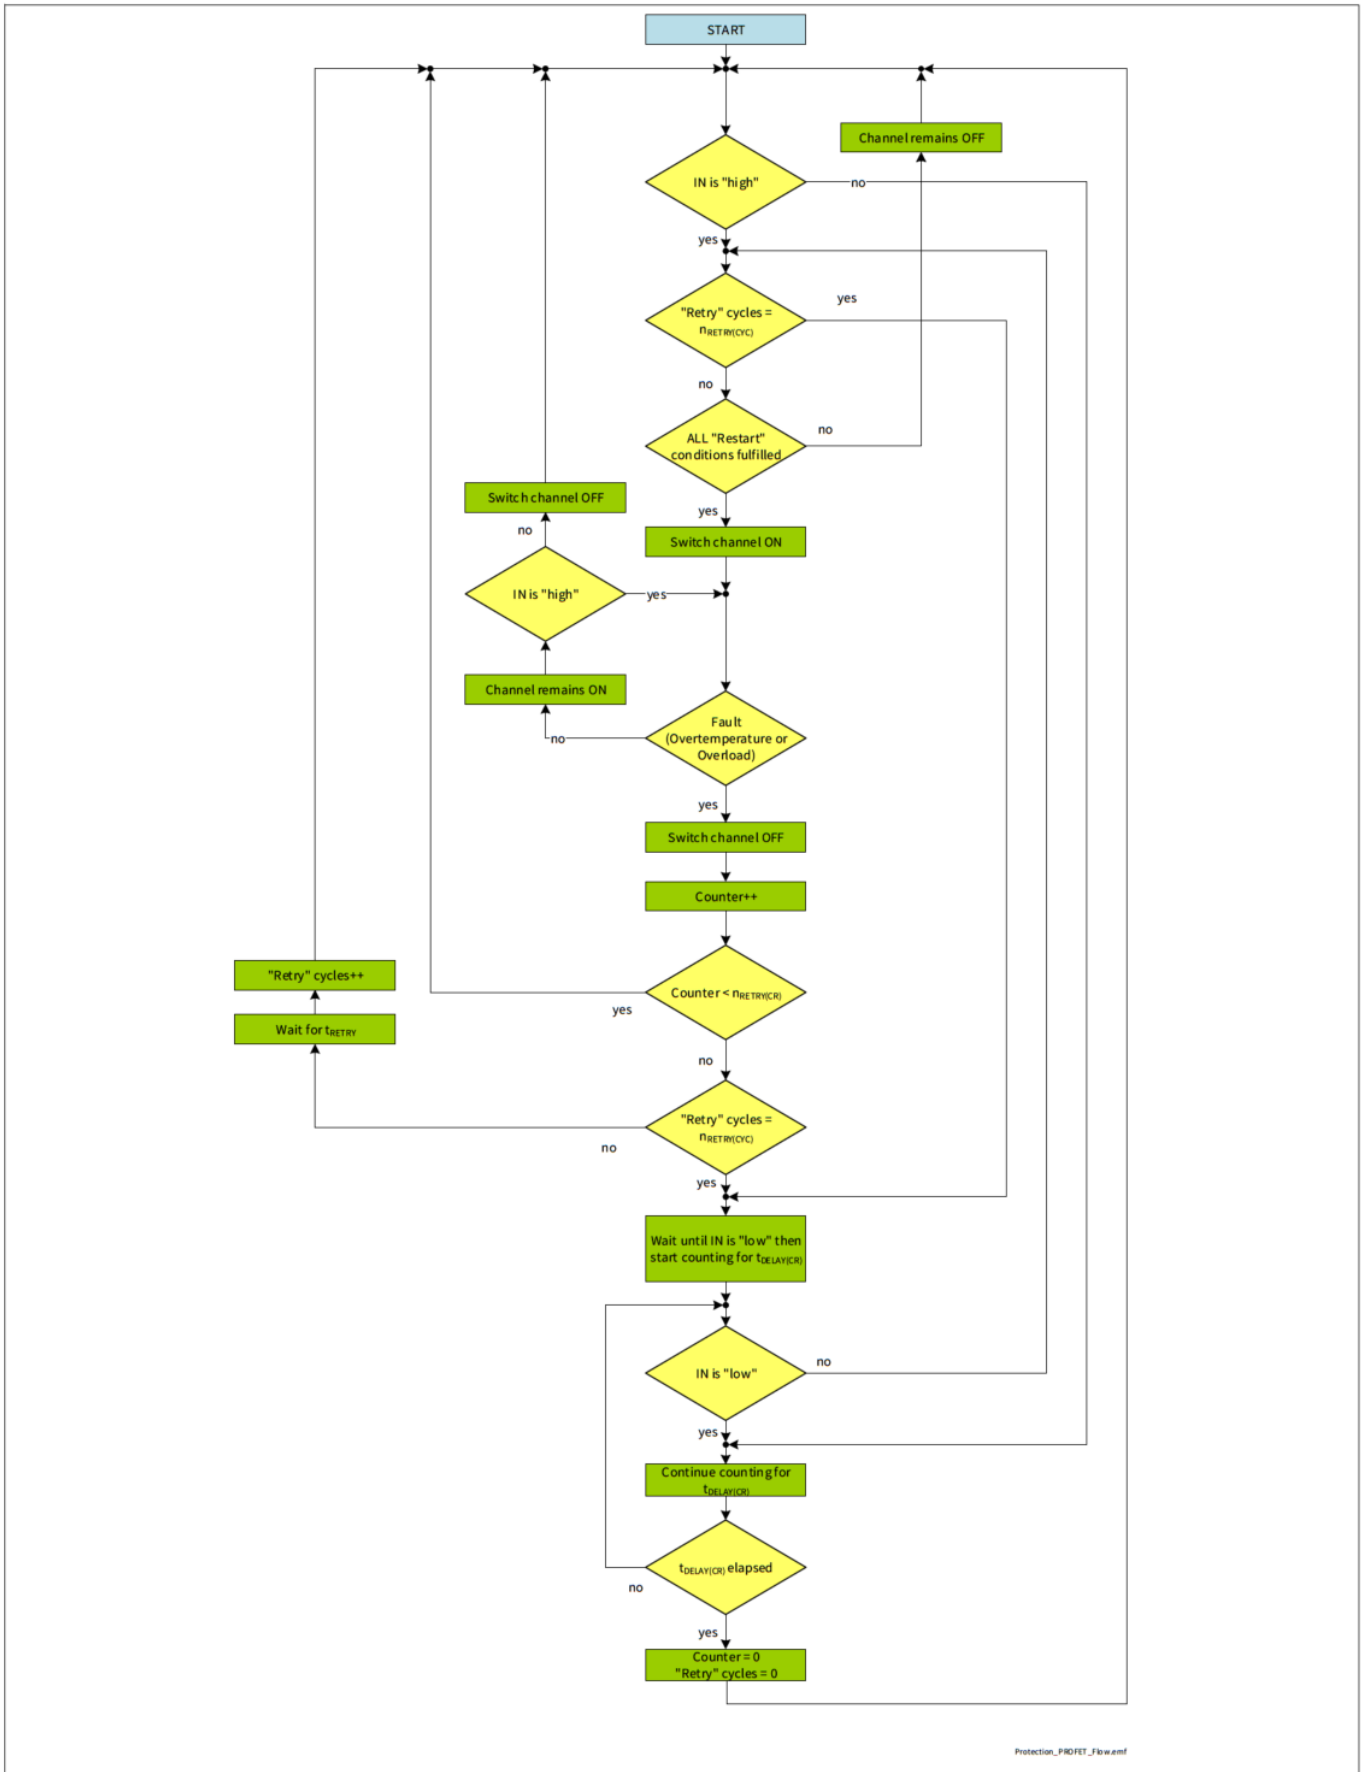 START
Channel remains OFF
IN is "high"
no
yes
"Retry" cycles =
nRETRY(CYC)
yes
no
ALL "Restart"
conditions fulfilled
no
yes
Switch channel OFF
no
Switch channel ON
IN is "high"
yes
Channel remains ON
Fault
(Overtemperature or
Overload)
no
yes
Switch channel OFF
Counter++
"Retry" cycles++
Counter < nRETRY(CR)
yes
Wait for tRETRY
no
"Retry" cycles =
nRETRY(CYC)
no
yes
Wait until IN is "low" then
start counting for tDELAY(CR)
IN is "low"
no
yes
Continue counting for
tDELAY(CR)
tDELAY(CR) elapsed
no
yes
Counter = 0
"Retry" cycles = 0
Protection_PROFET_Flow.emf